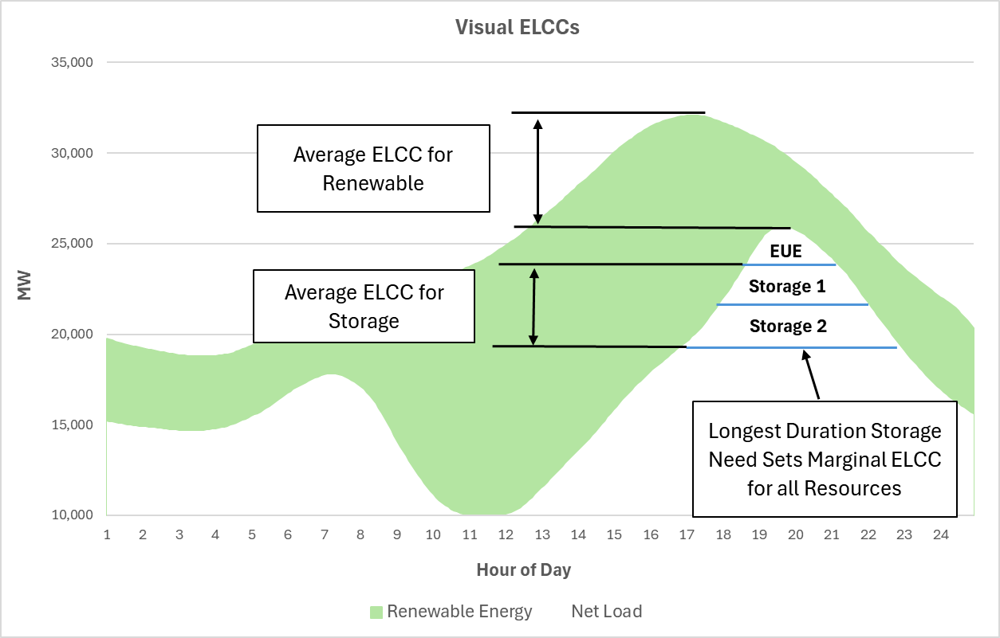 Visual ELCCs
35,000
30,000
25,000
20,000
15,000
10,000
MW
Average ELCC for
Renewable
Average ELCC for
Storage
EUE
Storage 1
Storage 2
Longest Duration Storage
Need Sets Marginal ELCC
for all Resources
1 2 3 4 5 6 7 8 9 10 11 12 13 14 15 16 17 18 19 20 21 22 23 24
Hour of Day
Renewable Energy Net Load